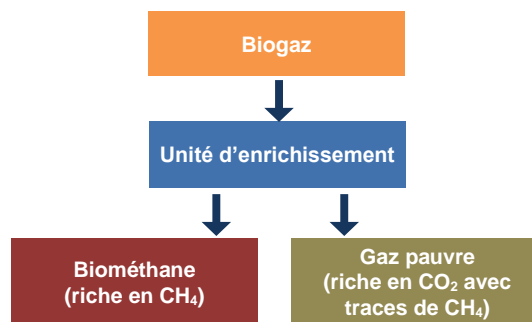 Biogaz
Unité d'enrichissement
Biométhane
(riche en CH₄)
Gaz pauvre
(riche en CO₂ avec
traces de CH₄)